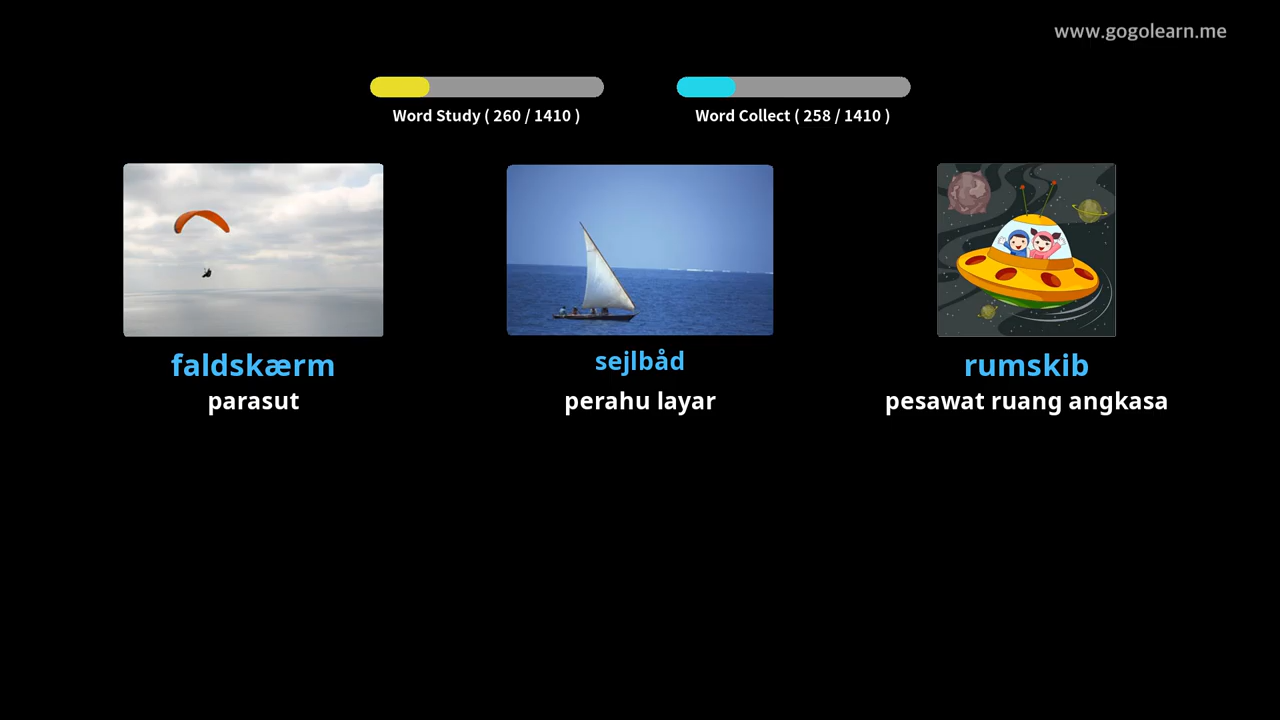 www.gogolearn.me
Word Study ( 260 / 1410 )
Word Collect ( 258 / 1410 )
faldskærm
parasut
sejlbåd
perahu layar
rumskib
pesawat ruang angkasa